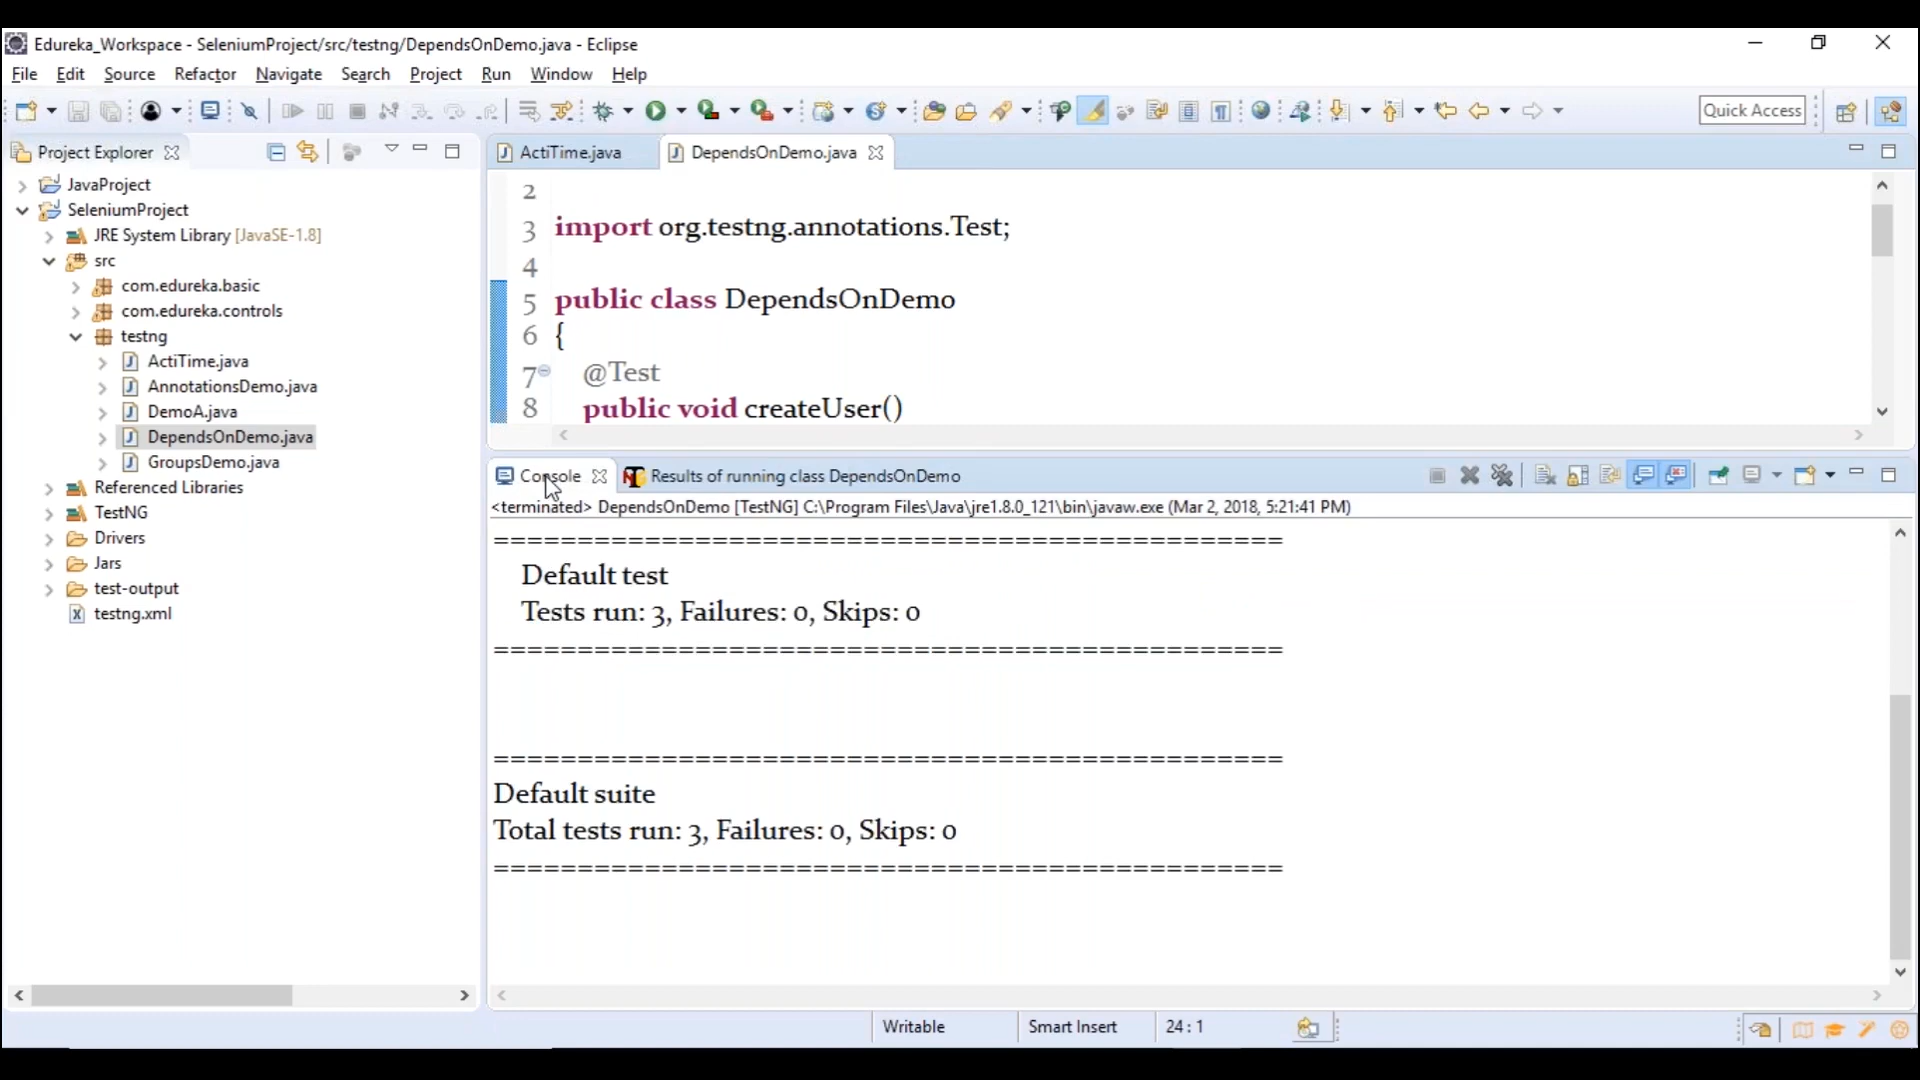 Edureka_Workspace - SeleniumProject/src/testng/DependsOnDemo.java - Eclipse
File Edit Source Refactor Navigate Search Project Run Window Help
Quick Access
Project Explorer
JavaProject
SeleniumProject
JRE System Library [JavaSE-1.8]
src
com.edureka.basic
com.edureka.controls
testng
ActiTime.java
AnnotationsDemo.java
DemoA.java
DependsOnDemo.java
GroupsDemo.java
Referenced Libraries
TestNG
Drivers
Jars
test-output
testng.xml
ActiTime.java DependsOnDemo.java
2
3 import org.testng.annotations.Test;
4
5 public class DependsOnDemo
6 {
7 @Test
8 public void createUser()
Console Results of running class DependsOnDemo
<terminated> DependsOnDemo [TestNG] C:\Program Files\Java\jre1.8.0_121\bin\javaw.exe (Mar 2, 2018, 5:21:41 PM)
===============================================
Default test
Tests run: 3, Failures: 0, Skips: 0
===============================================
===============================================
Default suite
Total tests run: 3, Failures: 0, Skips: 0
===============================================
Writable Smart Insert 24 : 1